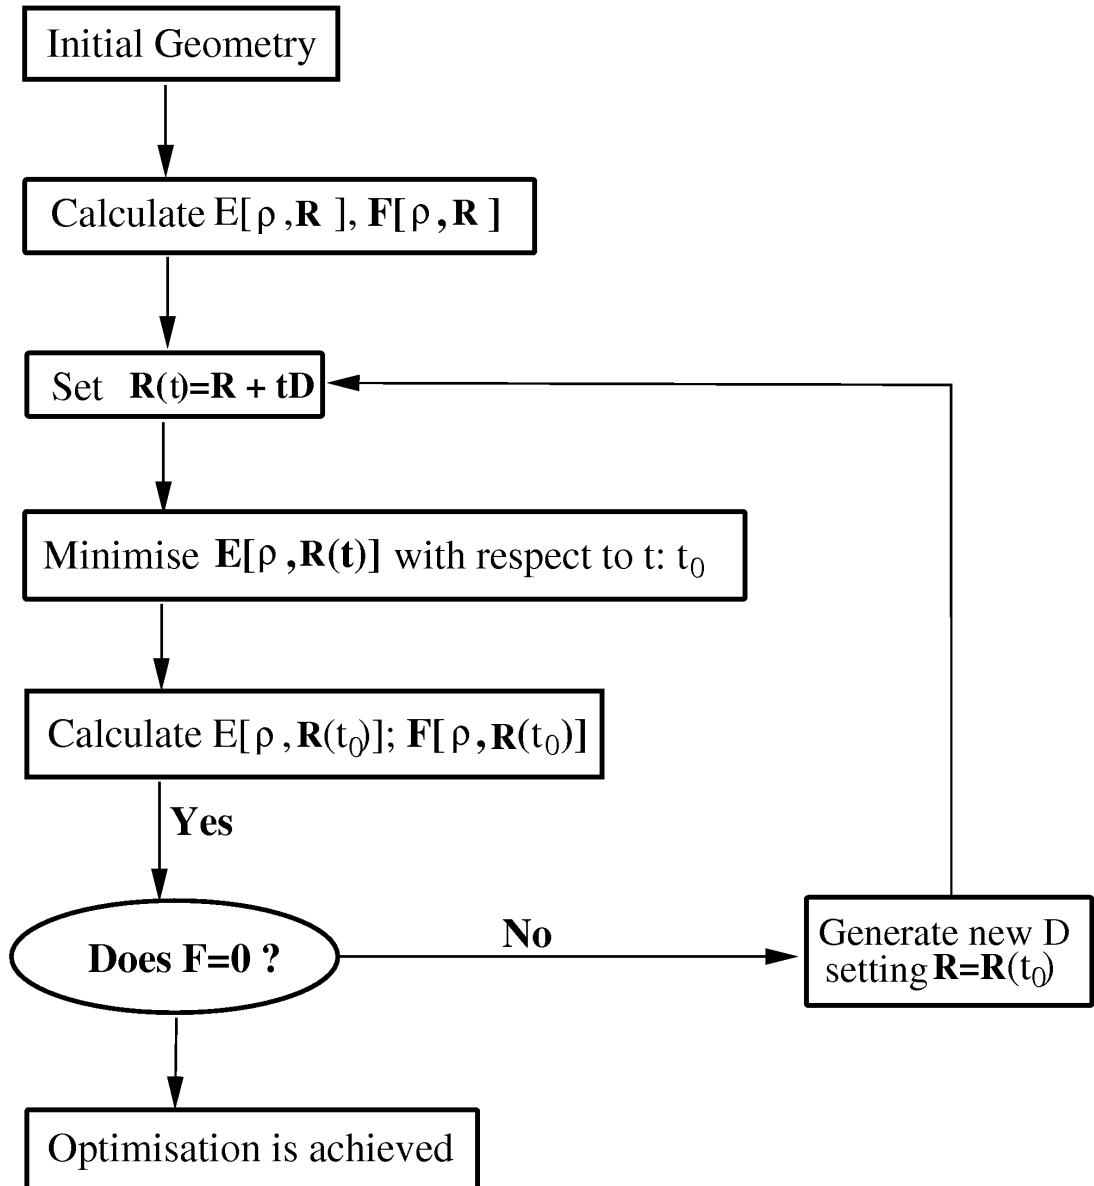 Initial Geometry
Calculate E[ρ,R ], F[ρ,R ]
Set R(t)=R + tD
Minimise E[ρ,R(t)] with respect to t: t₀
Calculate E[ρ,R(t₀)]; F[ρ,R(t₀)]
Yes
Does F=0 ?
No
Generate new D
setting R=R(t₀)
Optimisation is achieved